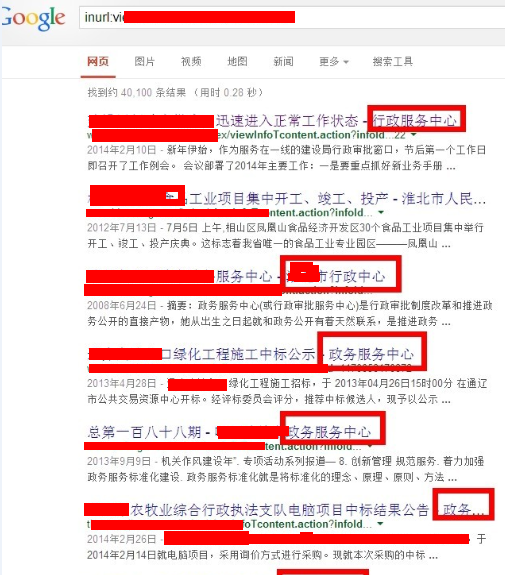 Google
inurl:vi
网页 图片 视频 地图 新闻 更多 搜索工具
找到约 40,100 条结果 (用时 0.28 秒)
迅速进入正常工作状态 - 行政服务中心
ex/viewInfoTcontent.action?infoId...22
2014年2月10日 - 新年伊始,作为服务在一线的建设局行政审批窗口,节后第一个工作日
即召开了工作例会。 会议部署了2014年主要工作:一是要重点抓好新业务手册 ...
品工业项目集中开工、竣工、投产 - 淮北市人民...
content.action?infoId...
2012年7月13日 - 7月5日 上午,相山区凤凰山食品经济开发区30个食品工业项目集中举行
开工、竣工、投产庆典。这标志着我省唯一的食品工业专业园区———凤凰山 ...
务服务中心 - 市行政中心
2008年6月24日 - 摘要: 政务服务中心(或行政审批服务中心)是行政审批制度改革和推进政
务公开的直接产物,她从出生之日起就和政务公开有着天然联系,是推进政务 ...
口绿化工程施工中标公示 - 政务服务中心
2013年4月28日 - 绿化工程施工招标,于 2013年04月26日15时00分 在通辽
市公共交易资源中心开标。经评标委员会评分,推荐中标候选人,现予以公示 ...
总第一百八十八期 - 政务服务中心
content.action?infoId...
2013年9月9日 - 机关作风建设年”. 专项活动系列报道— 8. 创新管理 规范服务. 着力加强
政务服务标准化建设. 政务服务标准化就是将标准化的理念、原理、原则、方法 ...
农牧业综合行政执法支队电脑项目中标结果公告 - 政务...
foTcontent.action?infoId...
2014年2月26日 - 于
2014年2月14日就电脑项目,采用询价方式进行采购。现就本次采购的中标 ...